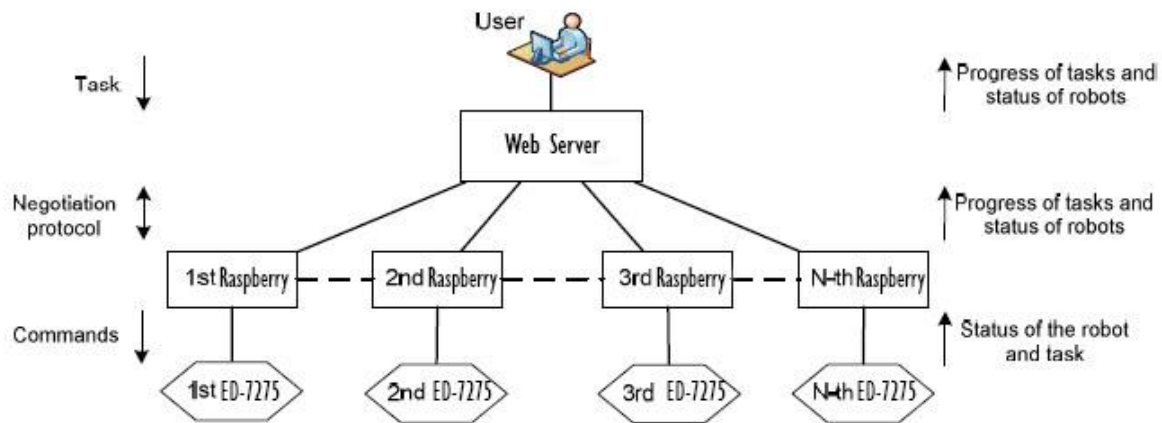 User
Task
Progress of tasks and
status of robots
Web Server
Negotiation
protocol
Progress of tasks and
status of robots
1st Raspberry
2nd Raspberry
3rd Raspberry
N-th Raspberry
Commands
Status of the robot
and task
1st ED-7275
2nd ED-7275
3rd ED-7275
N-th ED-7275